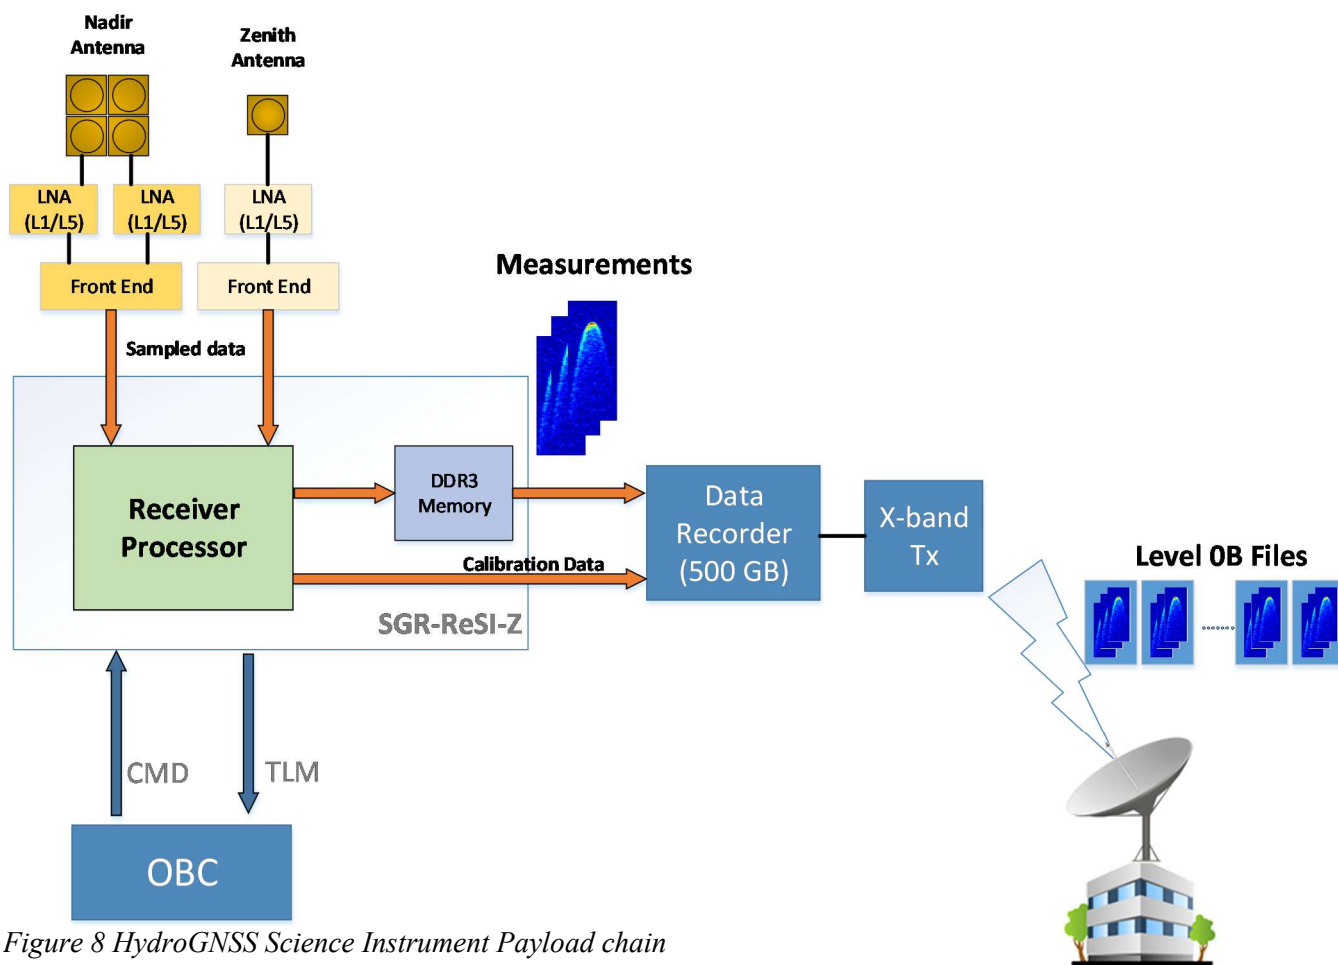 Nadir
Antenna
Zenith
Antenna
LNA
(L1/L5)
LNA
(L1/L5)
LNA
(L1/L5)
Front End
Front End
Measurements
Sampled data
Receiver
Processor
DDR3
Memory
Data
Recorder
(500 GB)
X-band
Tx
Calibration Data
SGR-ReSI-Z
Level 0B Files
CMD
TLM
OBC
Figure 8 HydroGNSS Science Instrument Payload chain